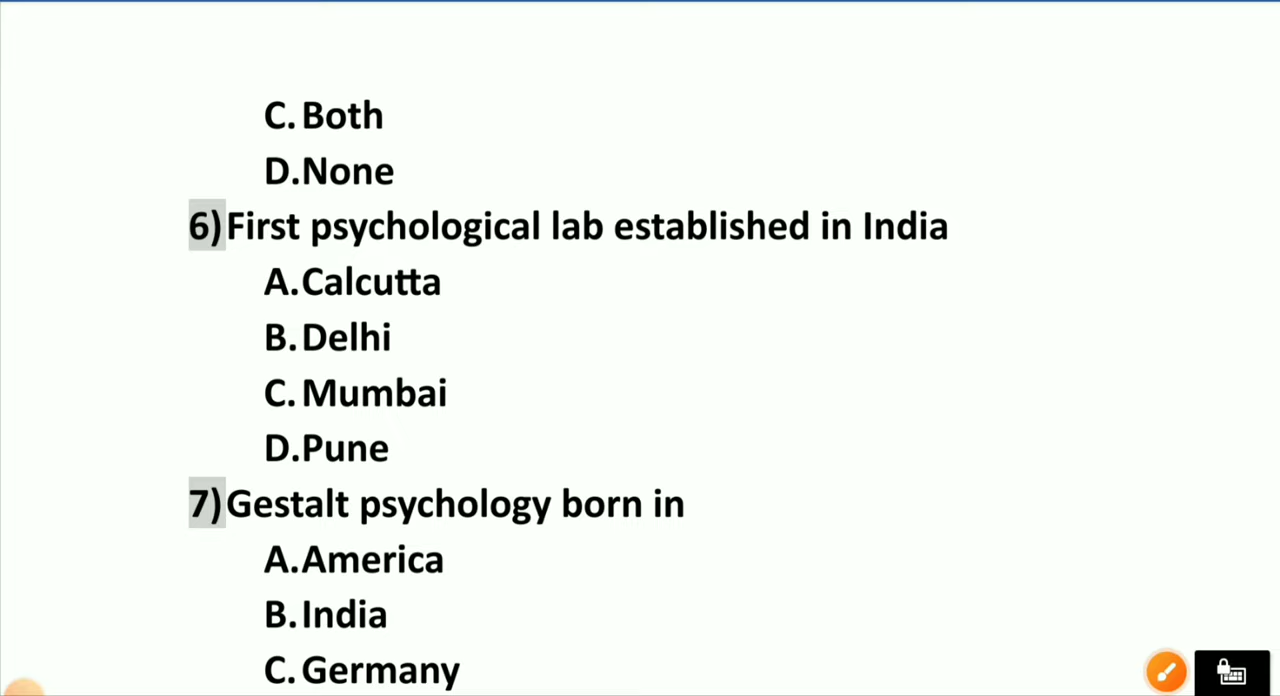 C. Both
D.None
6)First psychological lab established in India
A.Calcutta
B. Delhi
C. Mumbai
D.Pune
7)Gestalt psychology born in
A.America
B. India
C. Germany